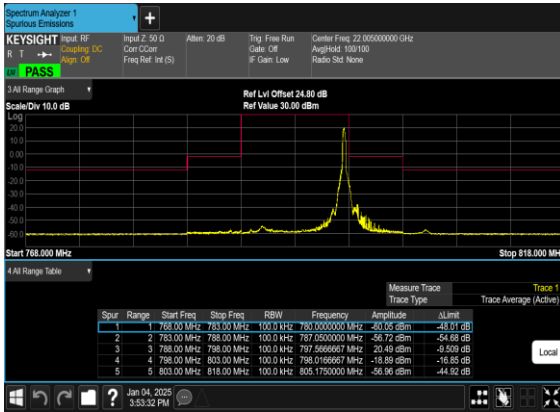 Spectrum Analyzer 1
Spurious Emissions
+
KEYSIGHT Input: RF Input Z: 50 Ω Atten: 20 dB Trig: Free Run Center Freq: 22.005000000 GHz
R T Coupling: DC Corr CCorr Gate: Off Avg|Hold: 100/100
Align: Off Freq Ref: Int (S) IF Gain: Low Radio Std: None
LW PASS
3 All Range Graph
Ref Lvl Offset 24.80 dB
Scale/Div 10.0 dB Ref Value 30.00 dBm
Log
20.0
10.0
0.00
-10.0
-20.0
-30.0
-40.0
-50.0
-60.0
Start 768.000 MHz Stop 818.000 MH
4 All Range Table
Measure Trace Trace 1
Trace Type Trace Average (Active)
Spur Range Start Freq Stop Freq RBW Frequency Amplitude ΔLimit
1 1 768.00 MHz 783.00 MHz 100.0 kHz 780.0000000 MHz -60.05 dBm -48.01 dB
2 2 783.00 MHz 788.00 MHz 100.0 kHz 787.0500000 MHz -56.72 dBm -54.68 dB
3 3 788.00 MHz 798.00 MHz 100.0 kHz 797.5666667 MHz 20.49 dBm -9.509 dB
4 4 798.00 MHz 803.00 MHz 100.0 kHz 798.0166667 MHz -18.89 dBm -16.85 dB
5 5 803.00 MHz 818.00 MHz 100.0 kHz 805.1750000 MHz -56.96 dBm -44.92 dB
Local
?
Jan 04, 2025
3:53:32 PM